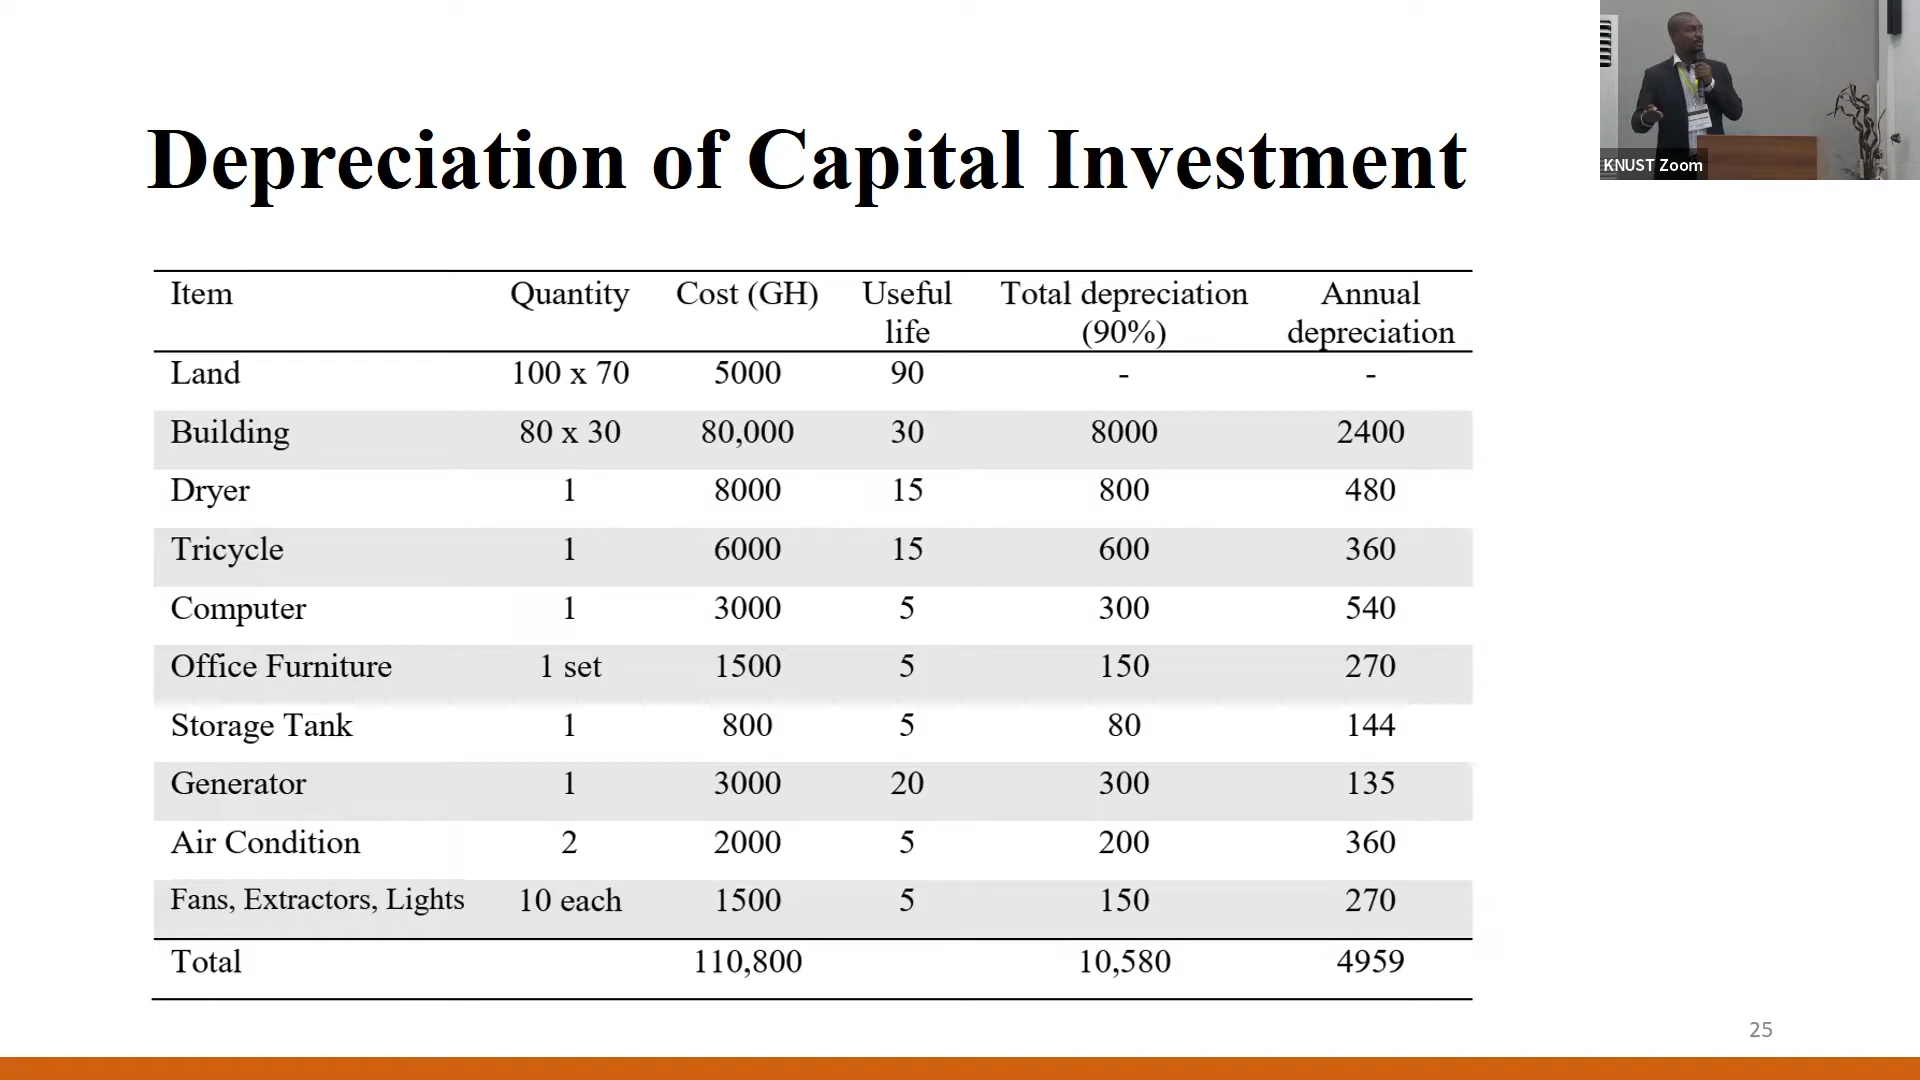 KNUST Zoom
Depreciation of Capital Investment
Item Quantity Cost (GH) Useful life Total depreciation (90%) Annual depreciation
Land 100 x 70 5000 90 - -
Building 80 x 30 80,000 30 8000 2400
Dryer 1 8000 15 800 480
Tricycle 1 6000 15 600 360
Computer 1 3000 5 300 540
Office Furniture 1 set 1500 5 150 270
Storage Tank 1 800 5 80 144
Generator 1 3000 20 300 135
Air Condition 2 2000 5 200 360
Fans, Extractors, Lights 10 each 1500 5 150 270
Total 110,800 10,580 4959
25